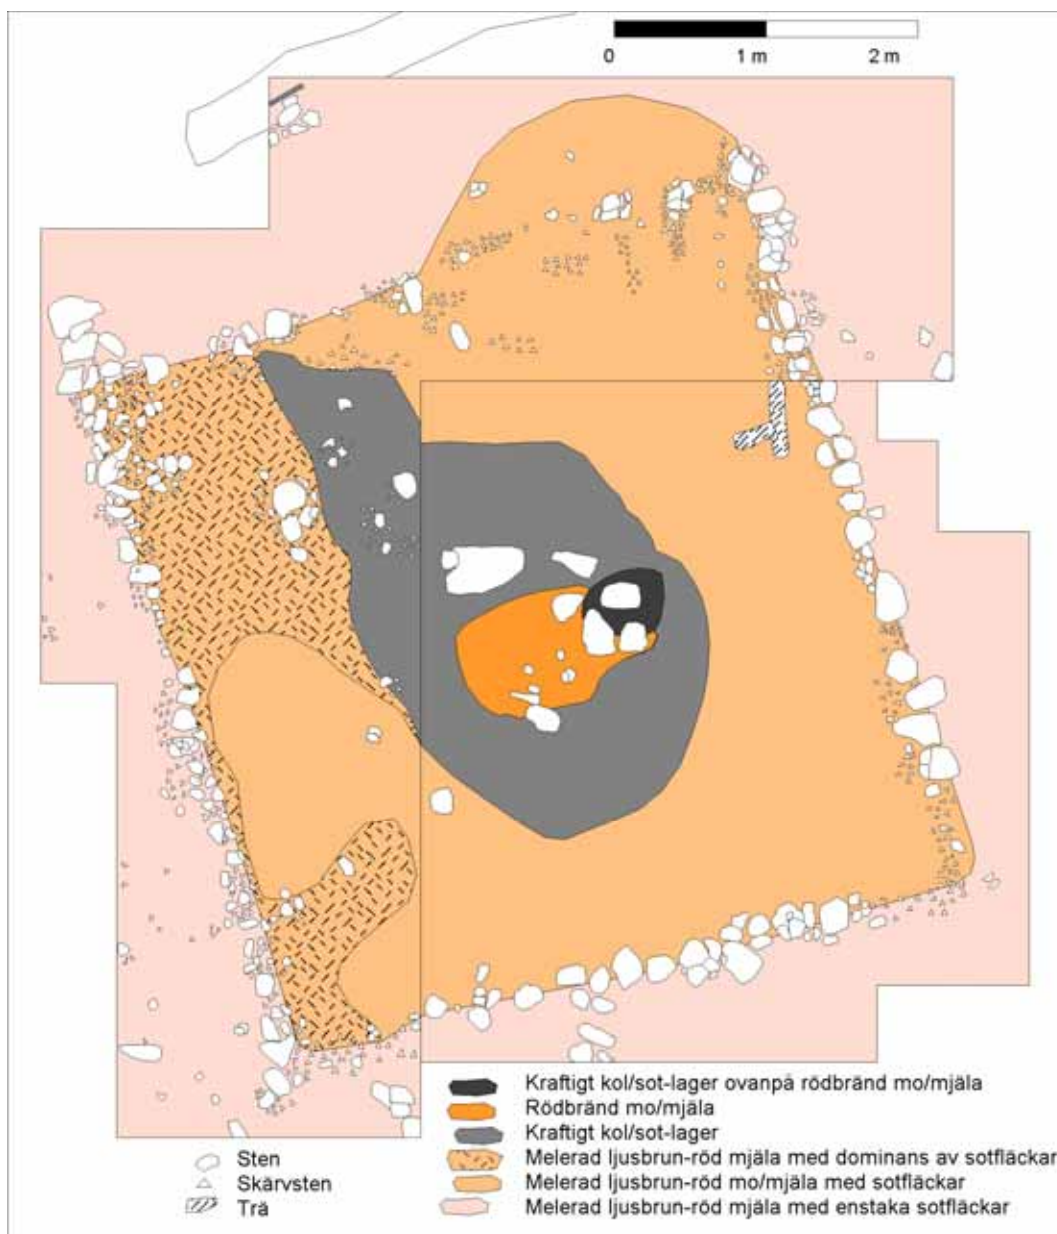 0 1 m 2 m
Kraftigt kol/sot-lager ovanpå rödbränd mo/mjäla
Rödbränd mo/mjäla
Kraftigt kol/sot-lager
Melerad ljusbrun-röd mjäla med dominans av sotfläckar
Melerad ljusbrun-röd mo/mjäla med sotfläckar
Melerad ljusbrun-röd mjäla med enstaka sotfläckar
Sten
Skärvsten
Trä